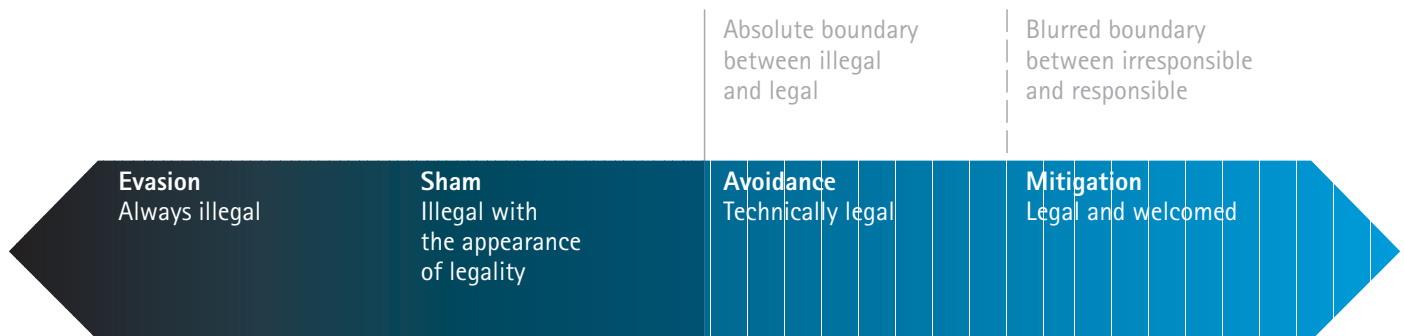 Absolute boundary
between illegal
and legal
Blurred boundary
between irresponsible
and responsible
Evasion
Always illegal
Sham
Illegal with
the appearance
of legality
Avoidance
Technically legal
Mitigation
Legal and welcomed